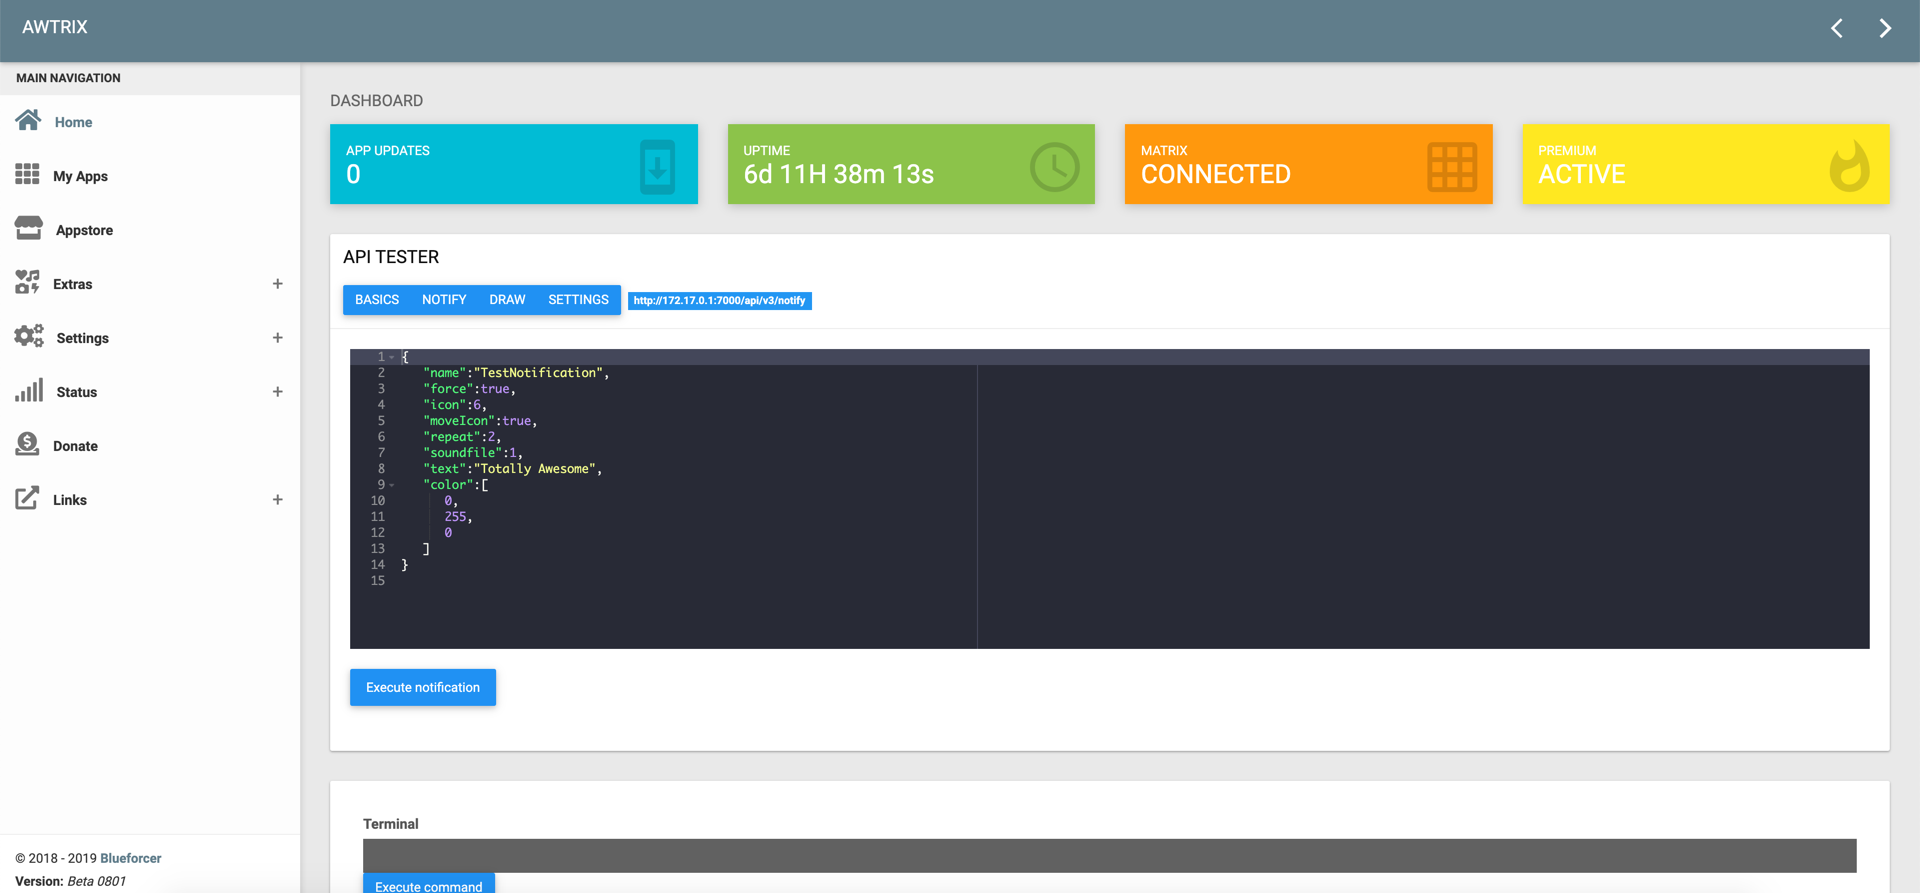 AWTRIX
MAIN NAVIGATION
Home
My Apps
Appstore
Extras +
Settings +
Status +
Donate
Links +
© 2018 - 2019 Blueforcer
Version: Beta 0801
DASHBOARD
APP UPDATES
0
UPTIME
6d 11H 38m 13s
MATRIX
CONNECTED
PREMIUM
ACTIVE
API TESTER
BASICS NOTIFY DRAW SETTINGS http://172.17.0.1:7000/api/v3/notify
1 {
2 "name":"TestNotification",
3 "force":true,
4 "icon":6,
5 "moveIcon":true,
6 "repeat":2,
7 "soundfile":1,
8 "text":"Totally Awesome",
9 "color":[
10 0,
11 255,
12 0
13 ]
14 }
15
Execute notification
Terminal
Execute command